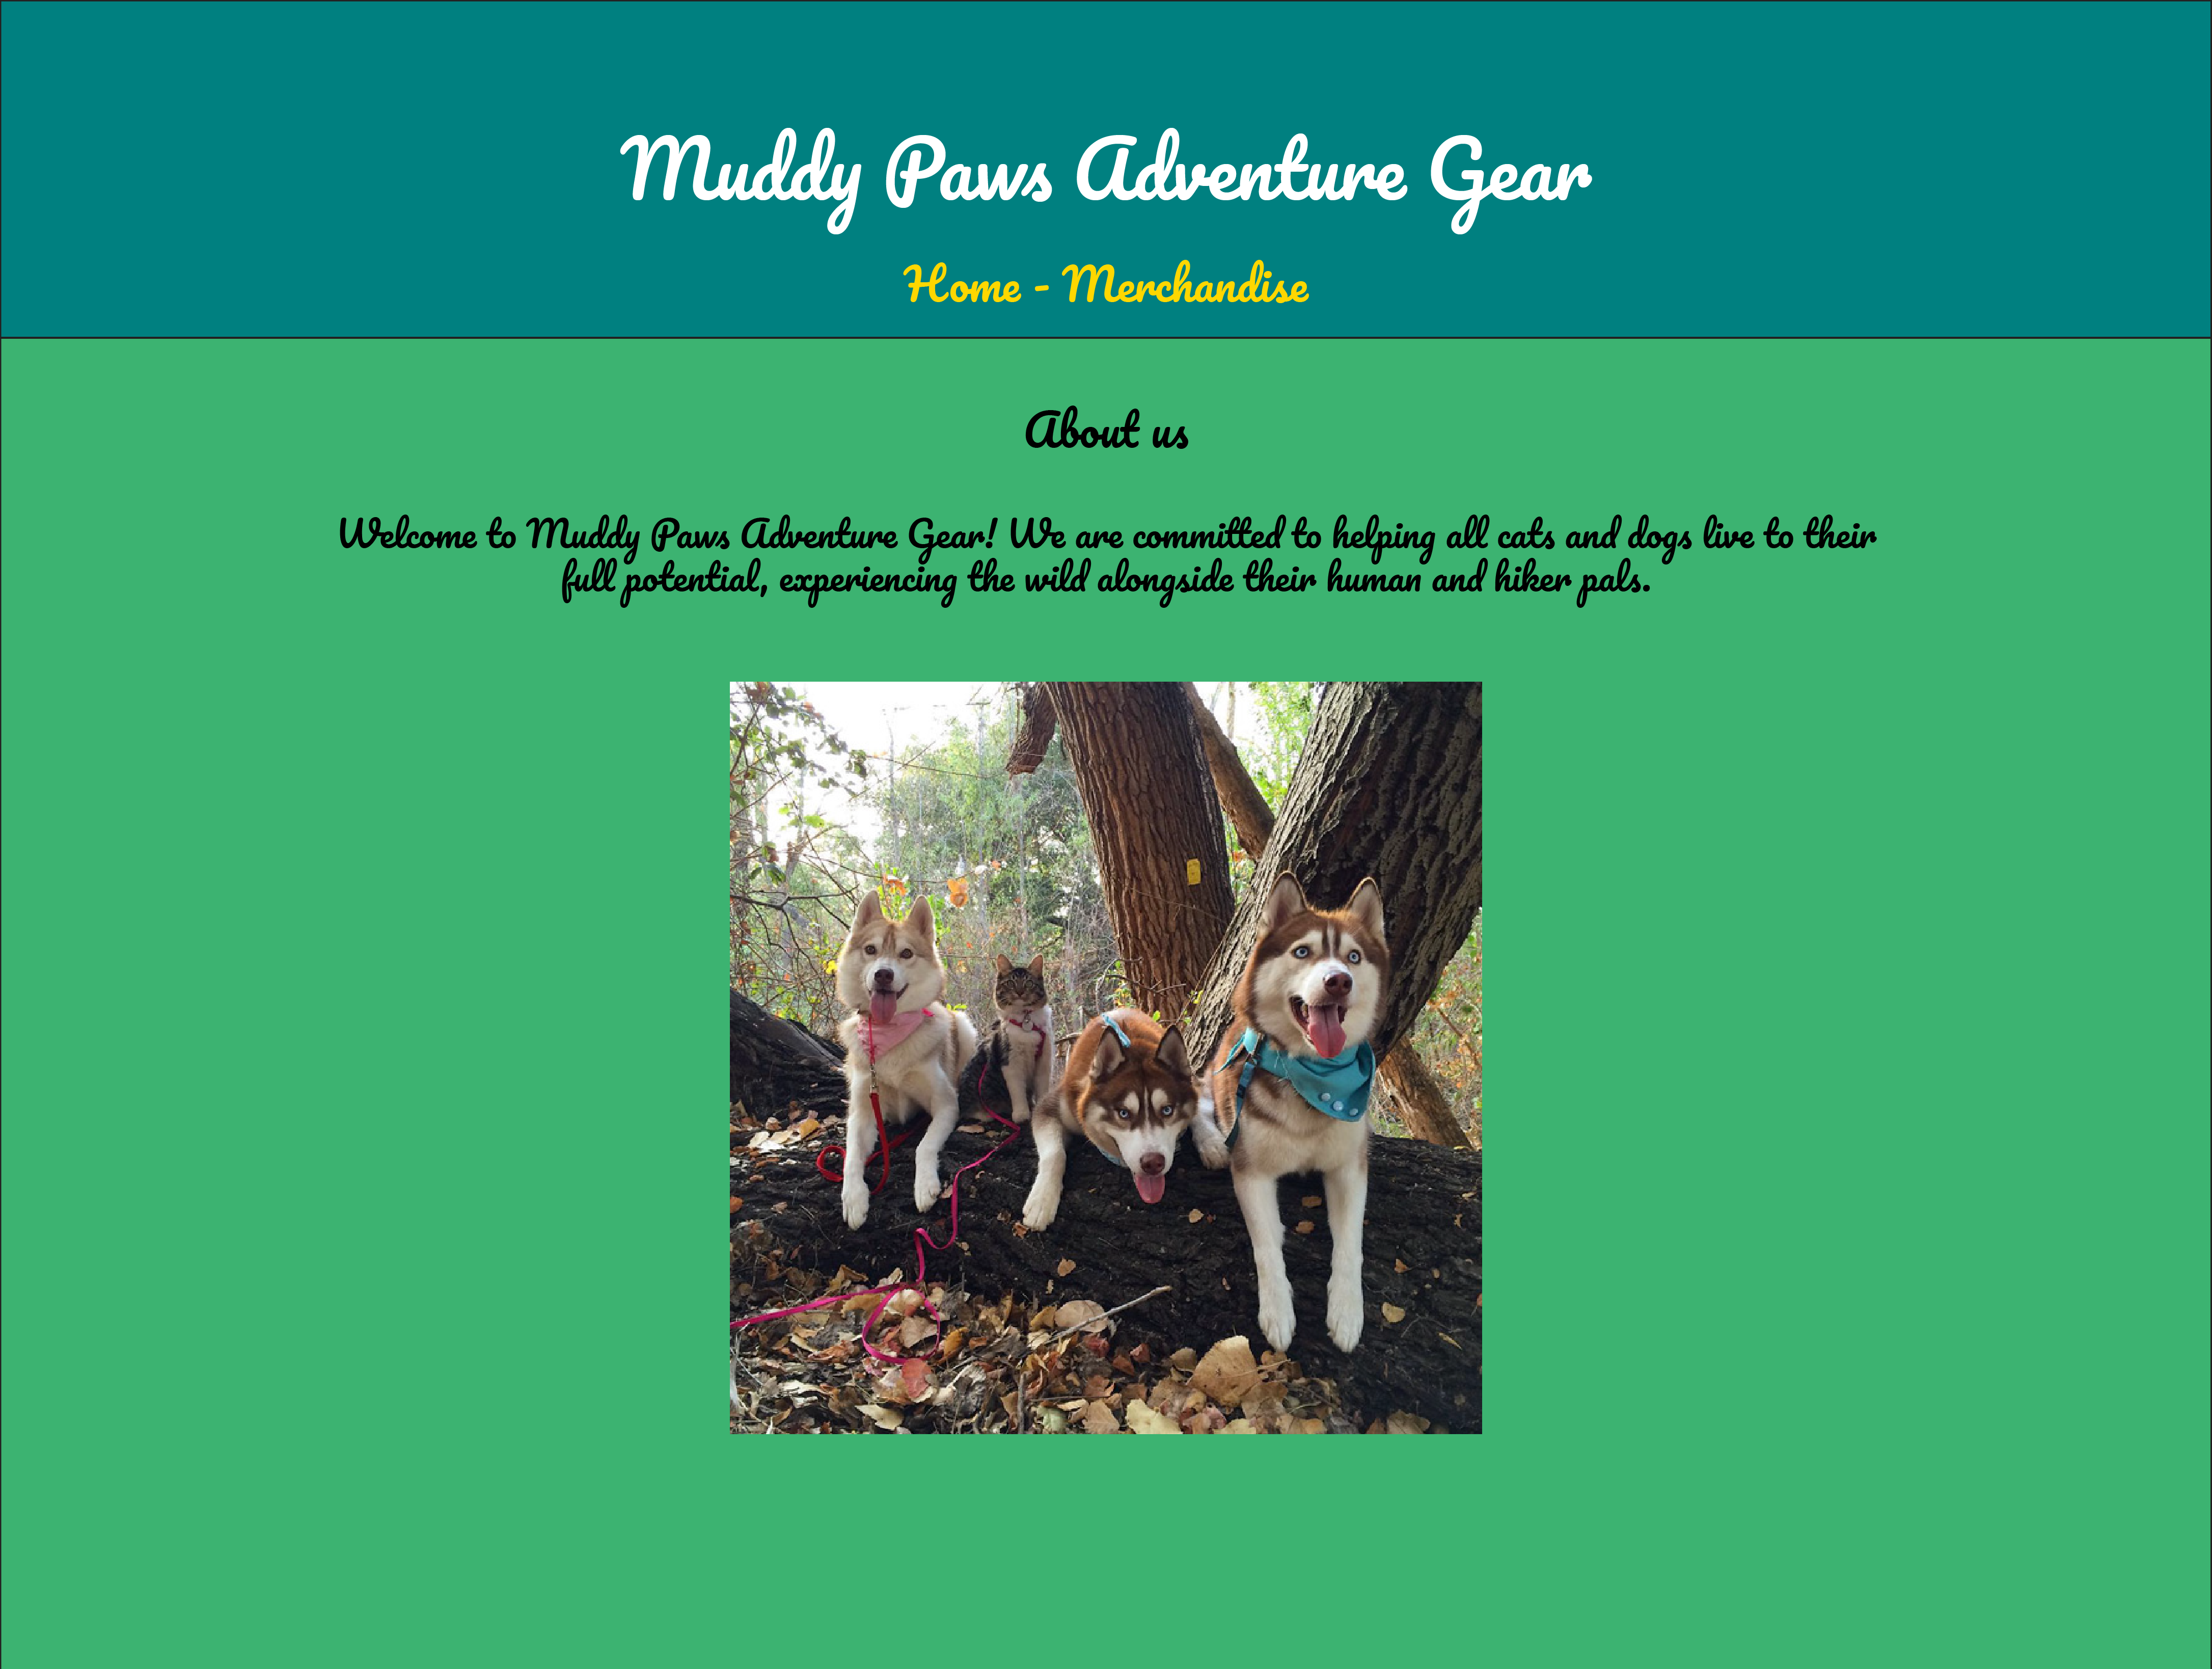 Muddy Paws Adventure Gear
Home - Merchandise
About us
Welcome to Muddy Paws Adventure Gear! We are committed to helping all cats and dogs live to their
full potential, experiencing the wild alongside their human and hiker pals.